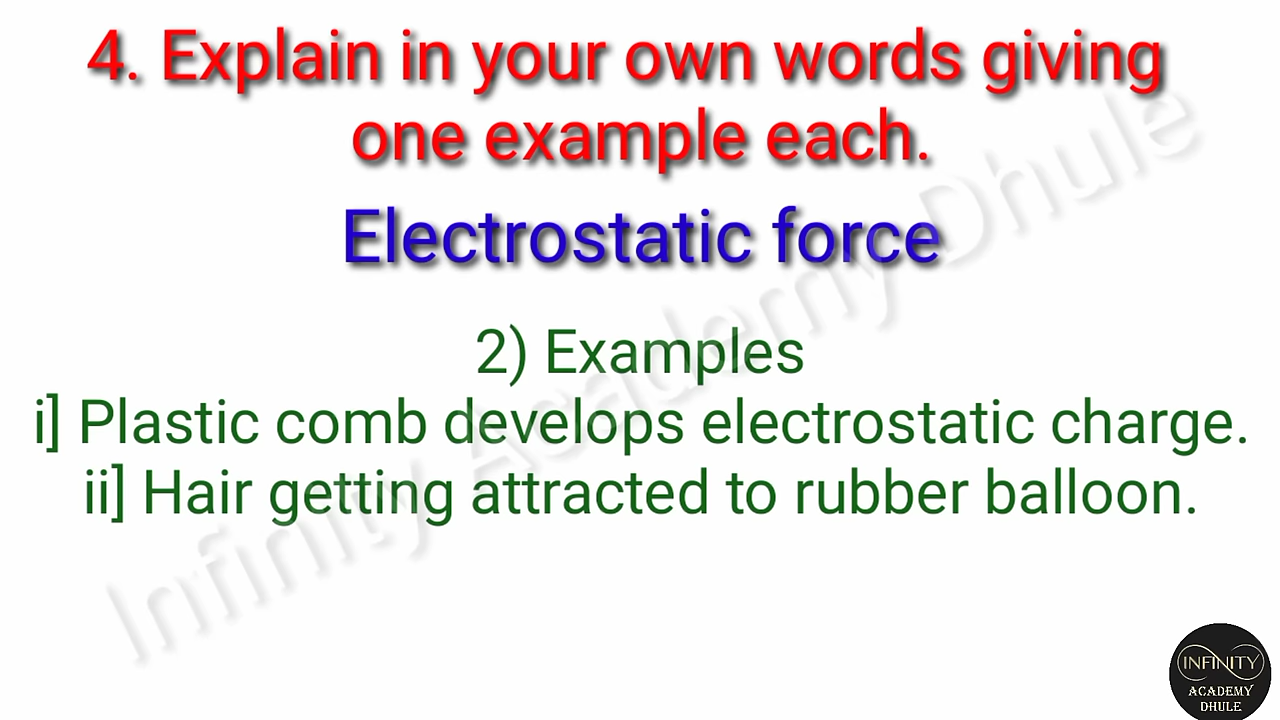 4. Explain in your own words giving
one example each.
Electrostatic force
2) Examples
i] Plastic comb develops electrostatic charge.
ii] Hair getting attracted to rubber balloon.
Infinity Academy Dhule
INFINITY
ACADEMY
DHULE